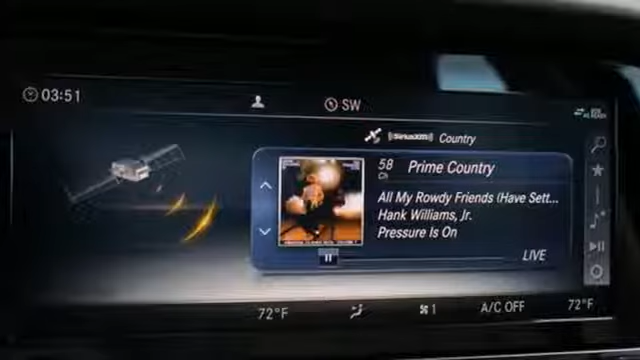 03:51
SW
SiriusXM Country
58 Prime Country
Ch
All My Rowdy Friends (Have Sett...
Hank Williams, Jr.
Pressure Is On
LIVE
72°F 1 A/C OFF 72°F